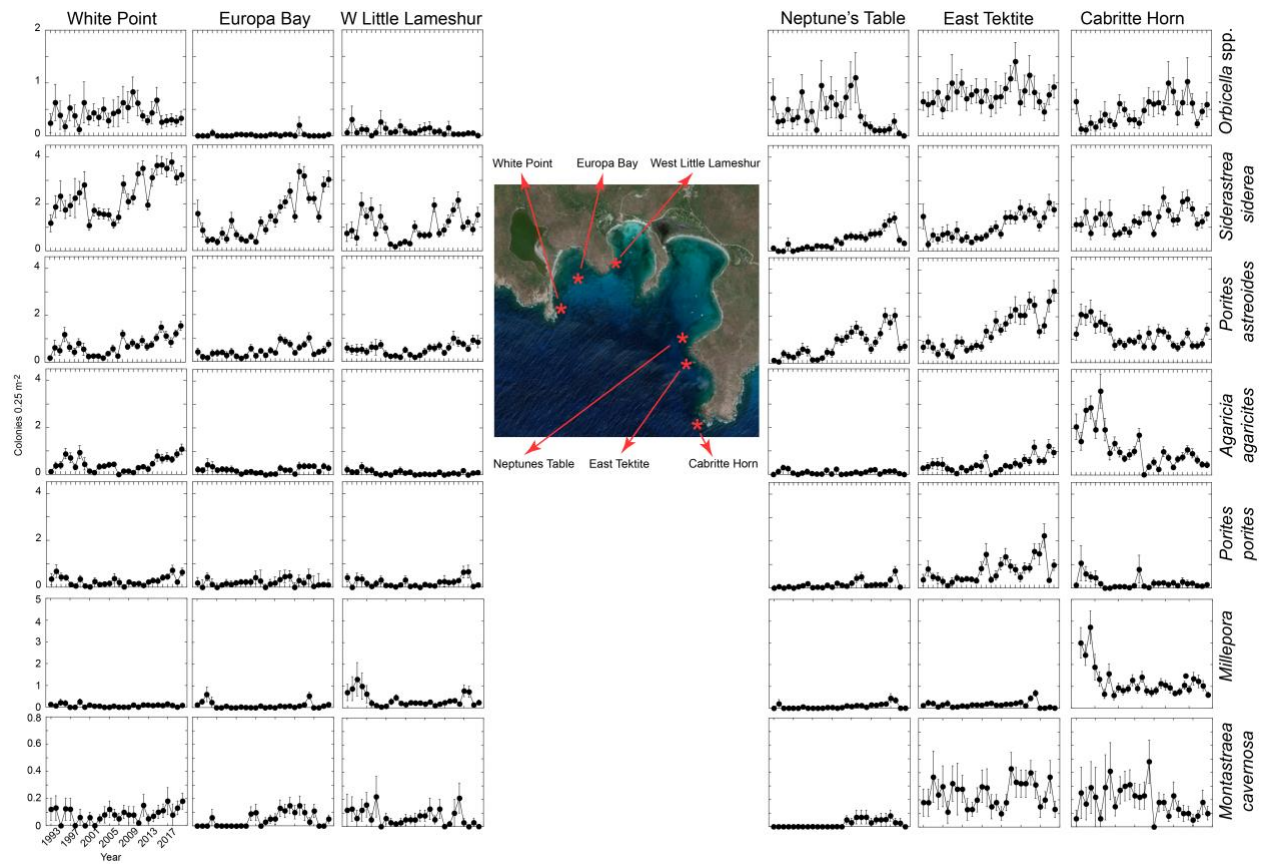 White Point Europa Bay W Little Lameshur Neptune's Table East Tektite Cabritte Horn
2
1
0
Orbicella spp.
4
2
0
Siderastrea
siderea
White Point Europa Bay West Little Lameshur
4
2
0
Porites
astreoides
4
2
0
Agaricia
agaricites
Colonies 0.25 m-2
Neptunes Table East Tektite Cabritte Horn
4
2
0
Porites
porites
5
4
3
2
1
0
Millepora
0.8
0.6
0.4
0.2
0
Montastraea
cavernosa
1993 1997 2001 2005 2009 2013 2017
Year